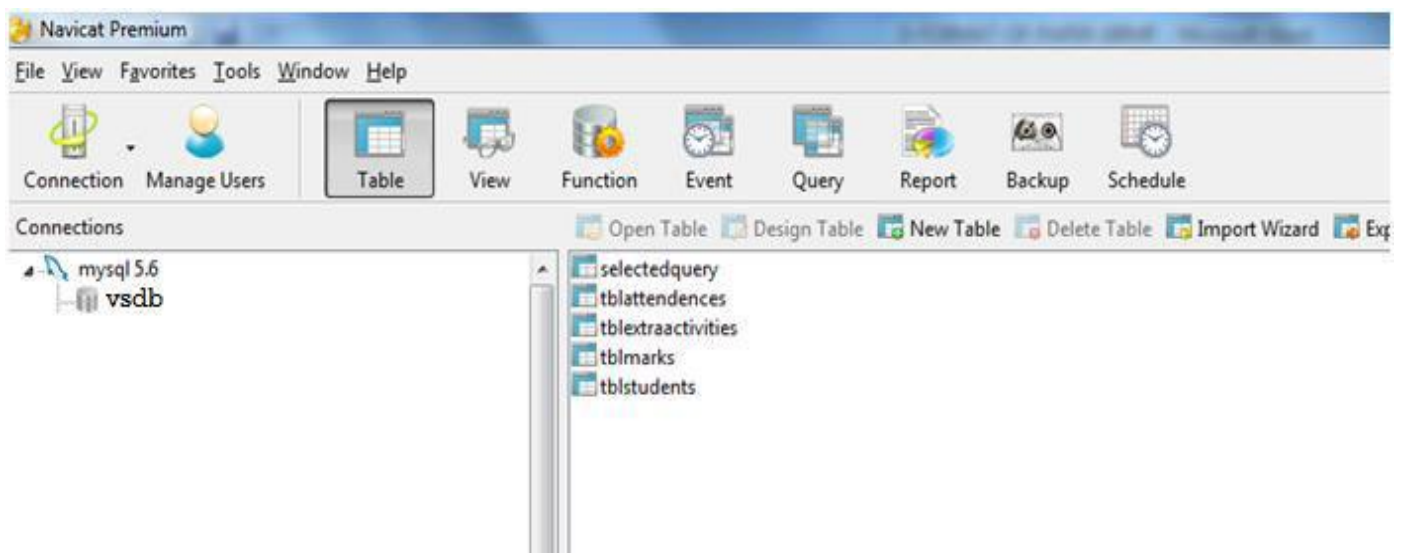 Navicat Premium
File View Favorites Tools Window Help
Connection Manage Users Table View Function Event Query Report Backup Schedule
Connections Open Table Design Table New Table Delete Table Import Wizard Exp
mysql 5.6 selectedquery
vsdb tblattendences
tblextraactivities
tblmarks
tblstudents